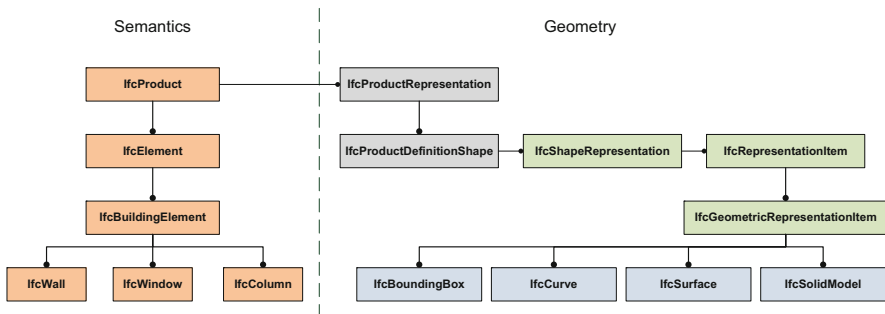 Semantics
Geometry
IfcProduct
IfcProductRepresentation
IfcElement
IfcProductDefinitionShape
IfcShapeRepresentation
IfcRepresentationItem
IfcBuildingElement
IfcGeometricRepresentationItem
IfcWall
IfcWindow
IfcColumn
IfcBoundingBox
IfcCurve
IfcSurface
IfcSolidModel